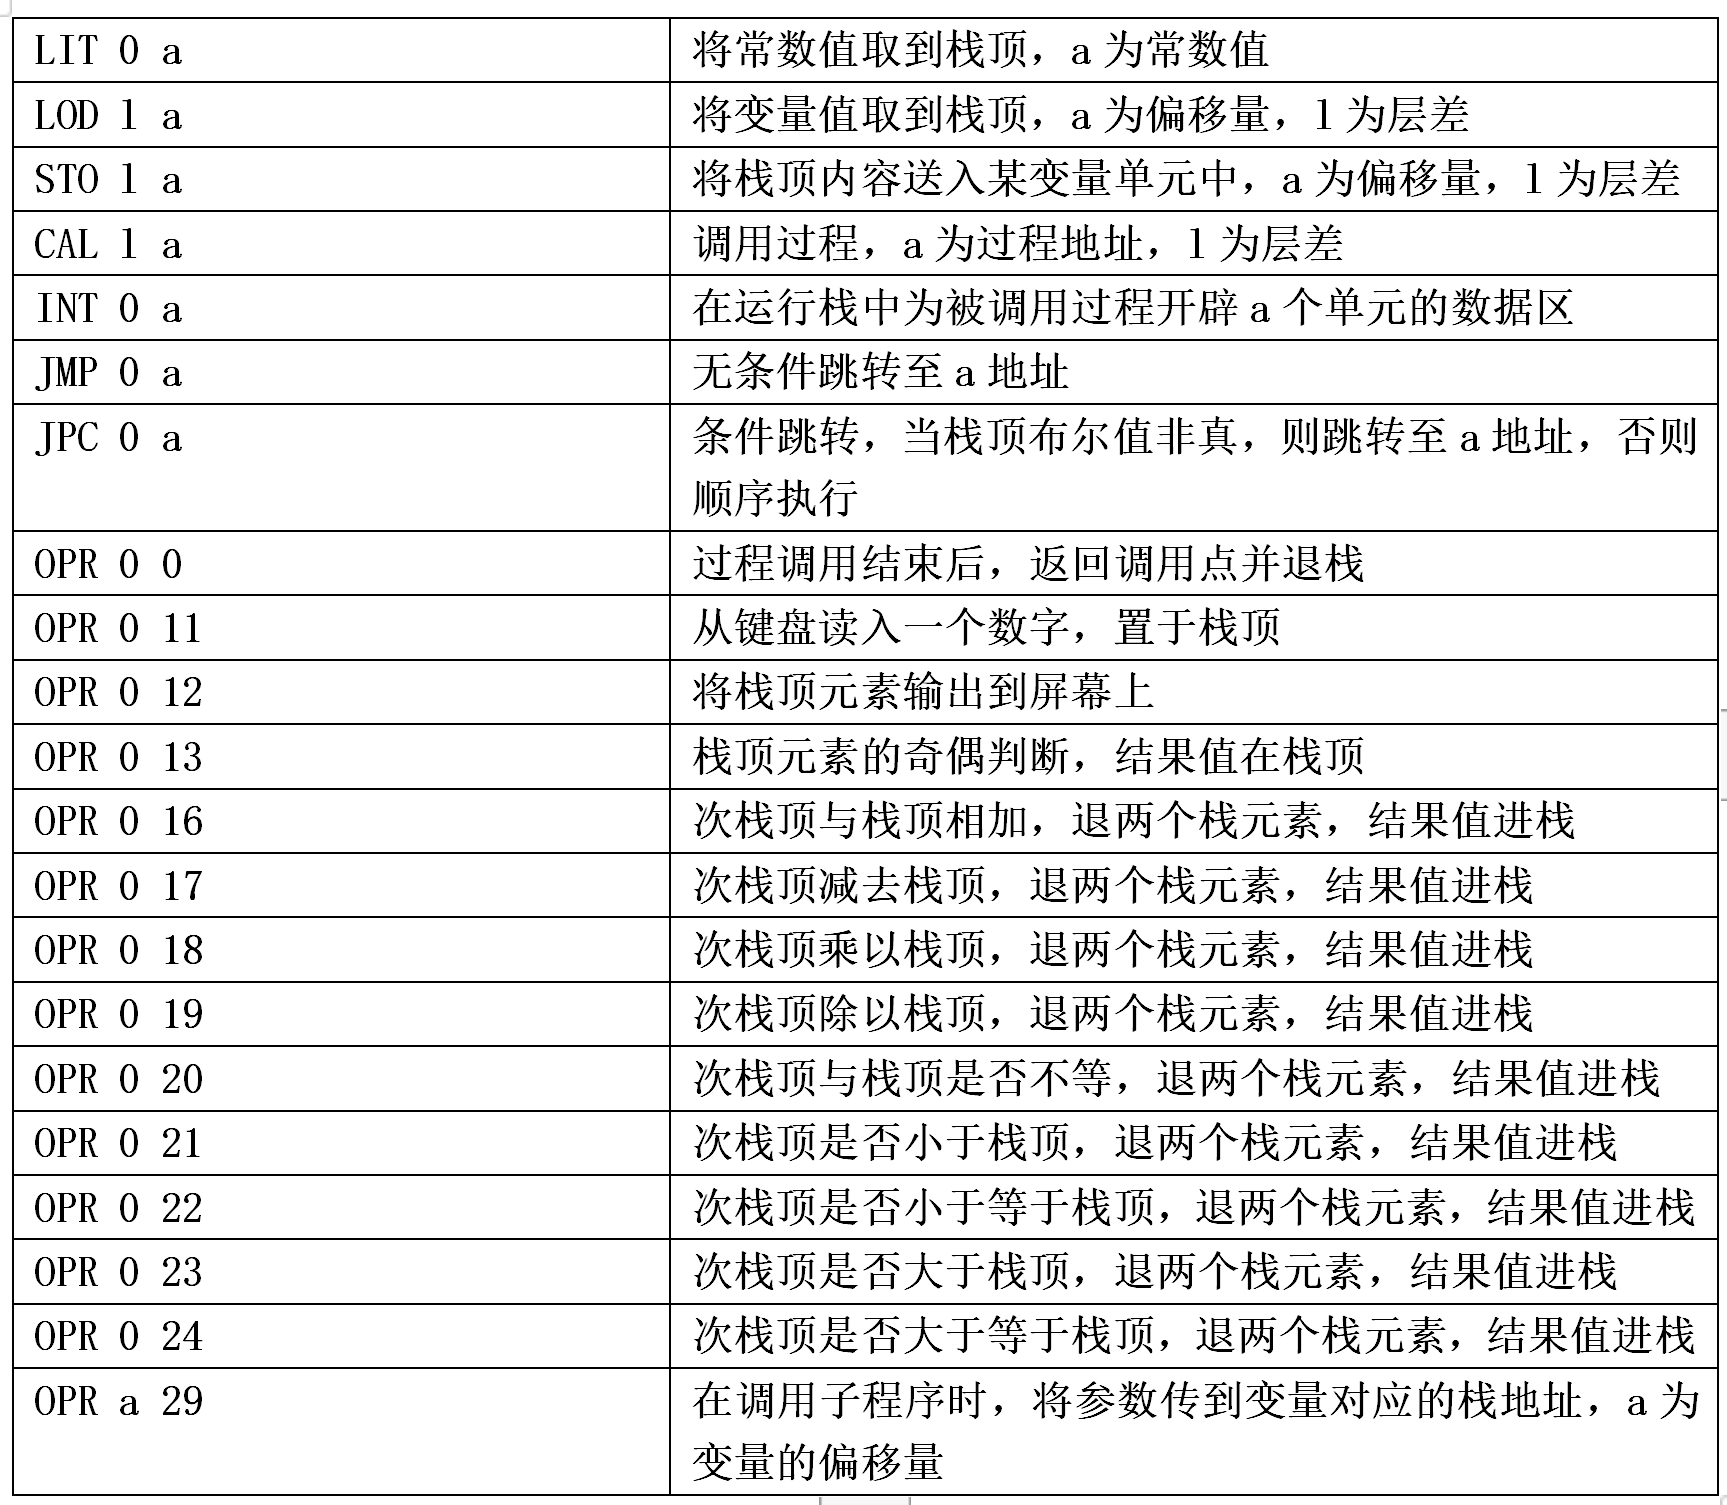 LIT 0 a 将常数值取到栈顶，a 为常数值
LOD l a 将变量值取到栈顶，a 为偏移量，l 为层差
STO l a 将栈顶内容送入某变量单元中，a 为偏移量，l 为层差
CAL l a 调用过程，a 为过程地址，l 为层差
INT 0 a 在运行栈中为被调用过程开辟 a 个单元的数据区
JMP 0 a 无条件跳转至 a 地址
JPC 0 a 条件跳转，当栈顶布尔值非真，则跳转至 a 地址，否则
顺序执行
OPR 0 0 过程调用结束后，返回调用点并退栈
OPR 0 11 从键盘读入一个数字，置于栈顶
OPR 0 12 将栈顶元素输出到屏幕上
OPR 0 13 栈顶元素的奇偶判断，结果值在栈顶
OPR 0 16 次栈顶与栈顶相加，退两个栈元素，结果值进栈
OPR 0 17 次栈顶减去栈顶，退两个栈元素，结果值进栈
OPR 0 18 次栈顶乘以栈顶，退两个栈元素，结果值进栈
OPR 0 19 次栈顶除以栈顶，退两个栈元素，结果值进栈
OPR 0 20 次栈顶与栈顶是否不等，退两个栈元素，结果值进栈
OPR 0 21 次栈顶是否小于栈顶，退两个栈元素，结果值进栈
OPR 0 22 次栈顶是否小于等于栈顶，退两个栈元素，结果值进栈
OPR 0 23 次栈顶是否大于栈顶，退两个栈元素，结果值进栈
OPR 0 24 次栈顶是否大于等于栈顶，退两个栈元素，结果值进栈
OPR a 29 在调用子程序时，将参数传到变量对应的栈地址，a 为
变量的偏移量